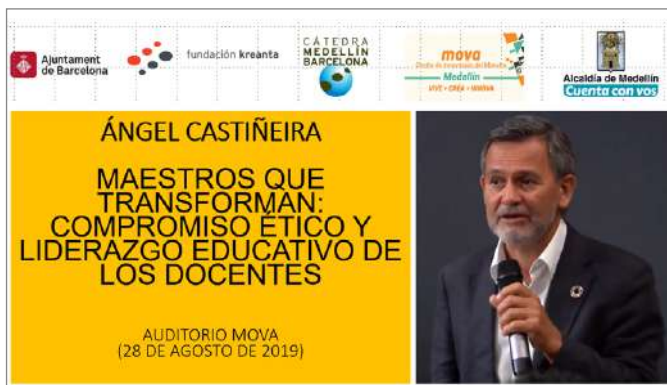 Ajuntament
de Barcelona
fundación kreanta
CÁTEDRA
MEDELLÍN
BARCELONA
mova
Medellín
VIVE • CREA • INNOVA
Alcaldía de Medellín
Cuenta con vos
ÁNGEL CASTIÑEIRA
MAESTROS QUE
TRANSFORMAN:
COMPROMISO ÉTICO Y
LIDERAZGO EDUCATIVO DE
LOS DOCENTES
AUDITORIO MOVA
(28 DE AGOSTO DE 2019)